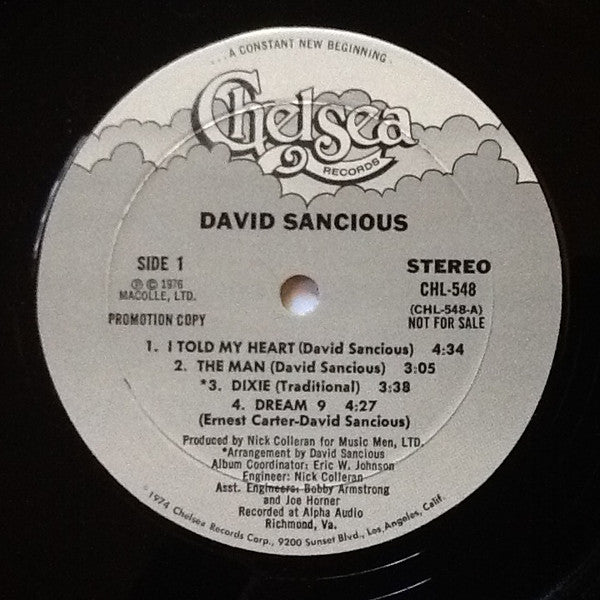 ...A CONSTANT NEW BEGINNING.
Chelsea
RECORDS
DAVID SANCIOUS
SIDE 1
STEREO
Ⓟ © 1976
MACOLLE, LTD.
CHL-548
(CHL-548-A)
PROMOTION COPY
NOT FOR SALE
1. I TOLD MY HEART (David Sancious) 4:34
2. THE MAN (David Sancious) 3:05
*3. DIXIE (Traditional) 3:38
4. DREAM 9 4:27
(Ernest Carter-David Sancious)
Produced by Nick Colleran for Music Men, LTD.
*Arrangement by David Sancious
Album Coordinator: Eric W. Johnson
Engineer: Nick Colleran
Asst. Engineers: Bobby Armstrong
and Joe Horner
Recorded at Alpha Audio
Richmond, Va.
© 1974 Chelsea Records Corp., 9200 Sunset Blvd., Los Angeles, Calif.